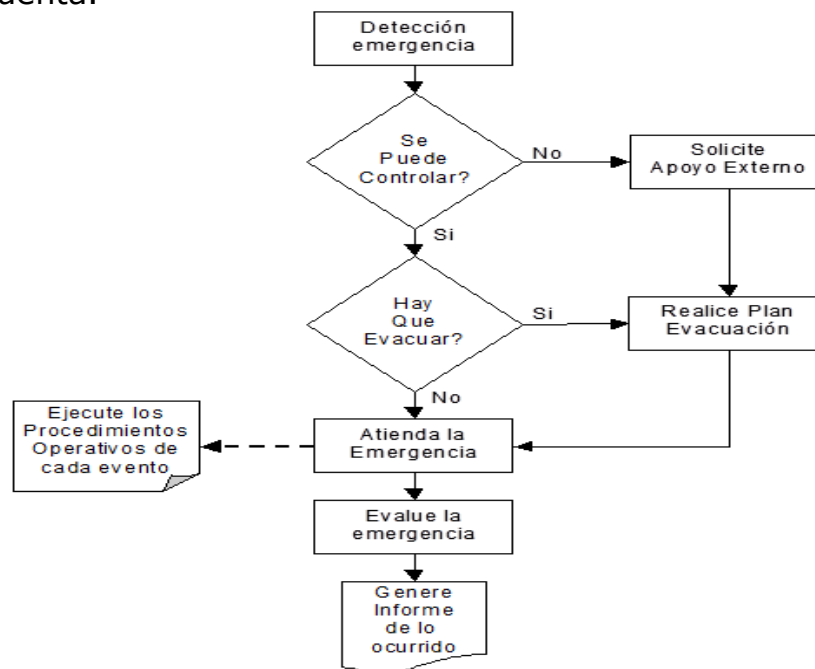 Detección
emergencia
Se
Puede
Controlar?
No
Solicite
Apoyo Externo
Si
Hay
Que
Evacuar?
Si
Realice Plan
Evacuación
No
Ejecute los
Procedimientos
Operativos de
cada evento
Atienda la
Emergencia
Evalue la
emergencia
Genere
Informe
de lo
ocurrido